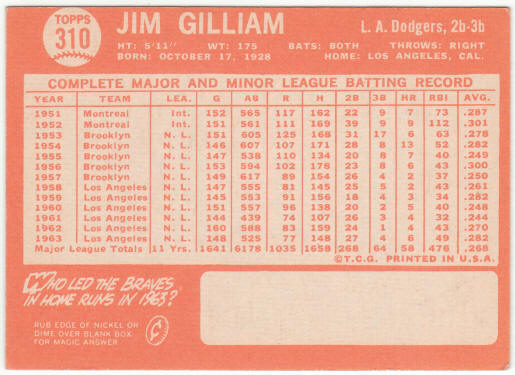 TOPPS
310
JIM GILLIAM
L. A. Dodgers, 2b-3b
HT: 5'11" WT: 175 BATS: BOTH THROWS: RIGHT
BORN: OCTOBER 17, 1928 HOME: LOS ANGELES, CAL.
COMPLETE MAJOR AND MINOR LEAGUE BATTING RECORD
YEAR TEAM LEA. G AB R H 2B 3B HR RBI AVG.
1951 Montreal Int. 152 565 117 162 22 9 7 73 .287
1952 Montreal Int. 151 502 111 151 39 9 9 112 .301
1953 Brooklyn N. L. 151 605 125 168 31 17 6 63 .278
1954 Brooklyn N. L. 146 607 107 171 28 8 13 52 .282
1955 Brooklyn N. L. 147 538 110 134 20 8 7 40 .249
1956 Brooklyn N. L. 153 594 102 178 23 8 6 43 .300
1957 Brooklyn N. L. 149 617 89 154 26 4 2 37 .250
1958 Los Angeles N. L. 147 555 81 145 25 5 2 43 .261
1959 Los Angeles N. L. 145 553 91 156 18 4 3 34 .282
1960 Los Angeles N. L. 151 557 96 138 20 2 5 40 .248
1961 Los Angeles N. L. 144 439 74 107 26 3 4 32 .244
1962 Los Angeles N. L. 160 588 83 159 24 1 4 43 .270
1963 Los Angeles N. L. 148 525 77 148 27 4 6 49 .282
Major League Totals 11 Yrs. 1641 6178 1035 1658 268 64 58 476 .268
©T.C.G. PRINTED IN U.S.A.
WHO LED THE BRAVES
IN HOME RUNS IN 1963?
RUB EDGE OF NICKEL OR
DIME OVER BLANK BOX
FOR MAGIC ANSWER